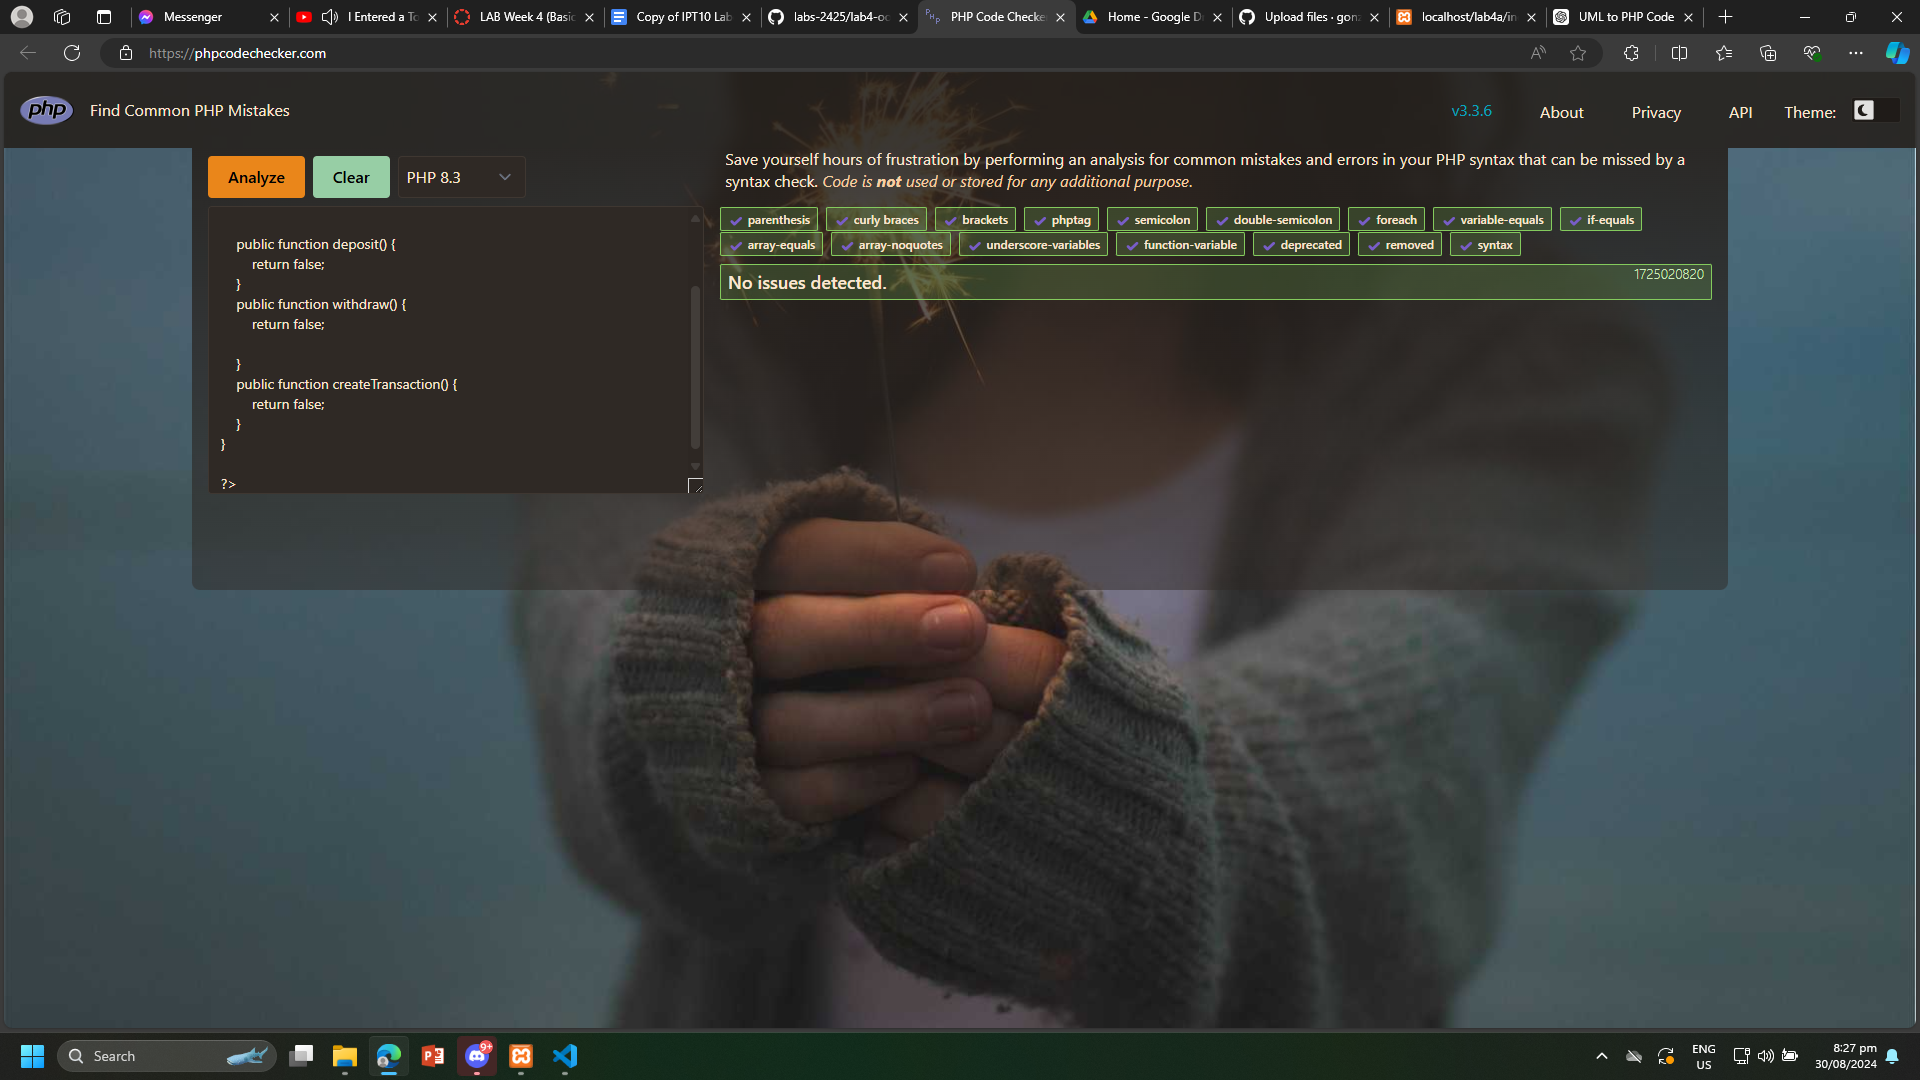 Messenger
I Entered a To
LAB Week 4 (Basic
Copy of IPT10 Lab
labs-2425/lab4-oo
PHP Code Checker
Home - Google D
Upload files · gonz
localhost/lab4a/in
UML to PHP Code
https://phpcodechecker.com
php
Find Common PHP Mistakes
v3.3.6
About
Privacy
API
Theme:
Analyze
Clear
PHP 8.3
public function deposit() {
return false;
}
public function withdraw() {
return false;
}
public function createTransaction() {
return false;
}
}
?>
Save yourself hours of frustration by performing an analysis for common mistakes and errors in your PHP syntax that can be missed by a
syntax check. Code is not used or stored for any additional purpose.
parenthesis
curly braces
brackets
phptag
semicolon
double-semicolon
foreach
variable-equals
if-equals
array-equals
array-noquotes
underscore-variables
function-variable
deprecated
removed
syntax
No issues detected.
1725020820
Search
9+
ENG
US
8:27 pm
30/08/2024